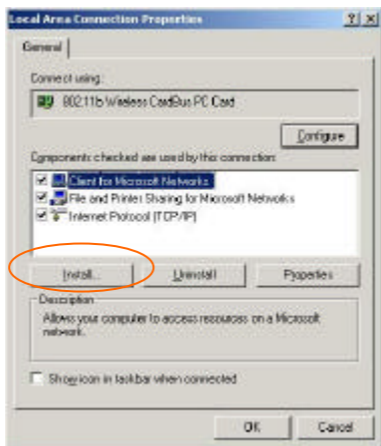 Local Area Connection Properties
General
Connect using:
802.11b Wireless CardBus PC Card
Configure
Components checked are used by this connection:
Client for Microsoft Networks
File and Printer Sharing for Microsoft Networks
Internet Protocol (TCP/IP)
Install... Uninstall Properties
Description
Allows your computer to access resources on a Microsoft
network.
Show icon in taskbar when connected
OK Cancel